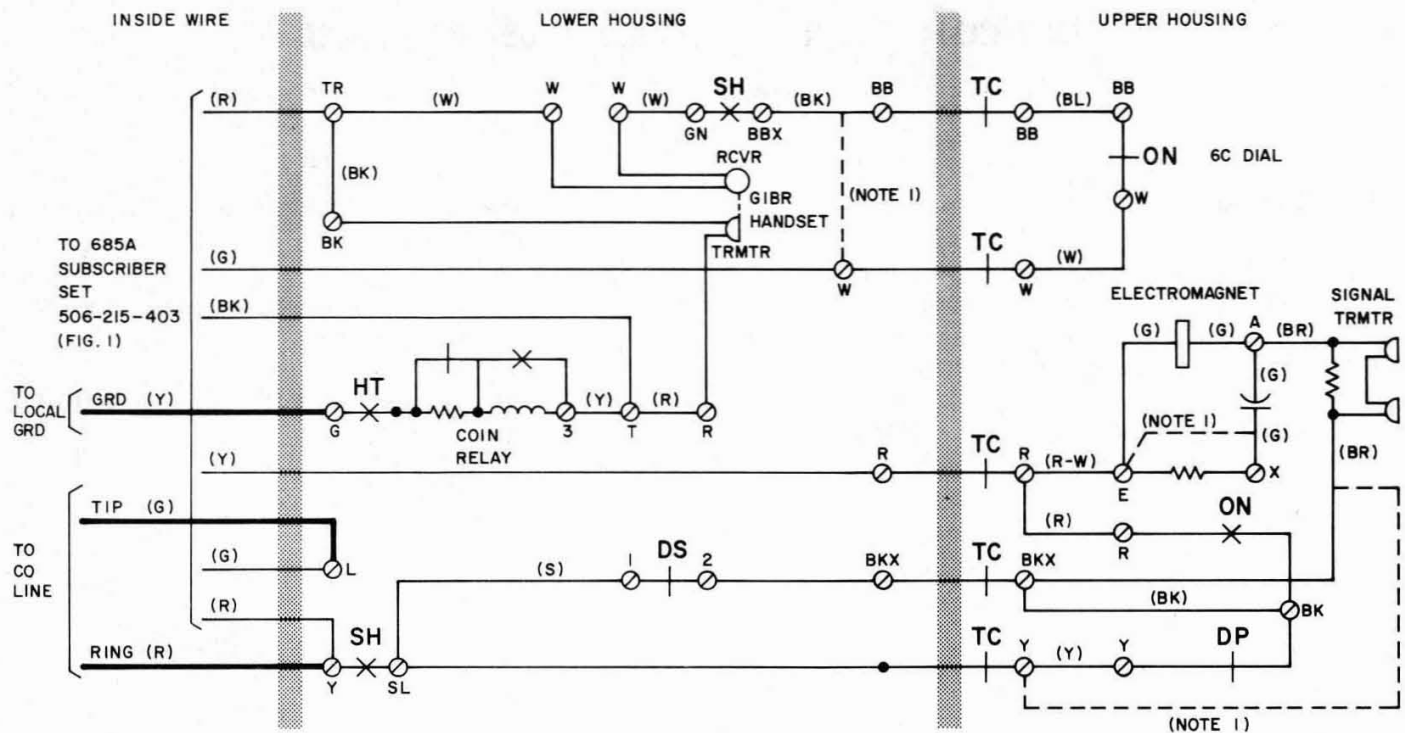 INSIDE WIRE LOWER HOUSING UPPER HOUSING
(R) TR (W) W W (W) SH (BK) BB TC (BL) BB
GN BBX BB
RCVR ON 6C DIAL
(BK) (NOTE 1) W
G1BR
HANDSET
BK TRMTR
TO 685A
SUBSCRIBER
SET
506-215-403
(FIG. 1)
(G) W TC W (W)
(BK)
ELECTROMAGNET SIGNAL
TRMTR
(G) (G) A (BR)
(G)
TO
LOCAL
GRD
GRD (Y) G HT COIN
RELAY
3 (Y) T (R) R
(NOTE 1) (G) (BR)
(Y) R TC R (R-W) E X
(R) R ON
TO
CO
LINE
TIP (G)
(G) L
(S) 1 DS 2 BKX TC BKX
(BK) BK
(R)
RING (R) Y SH SL TC Y (Y) Y DP
(NOTE 1)